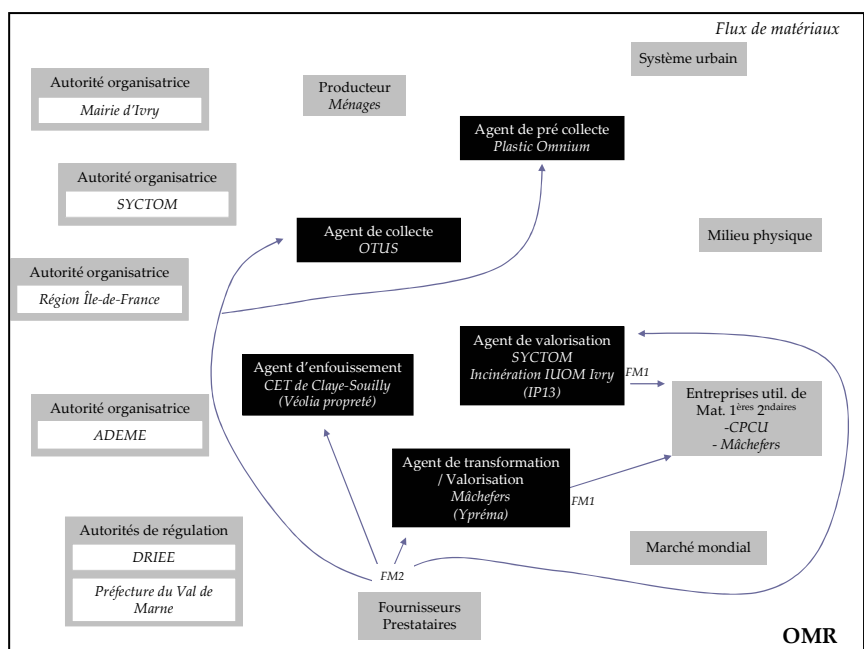 Flux de matériaux
Système urbain
Autorité organisatrice
Mairie d'Ivry
Producteur
Ménages
Agent de pré collecte
Plastic Omnium
Autorité organisatrice
SYCTOM
Agent de collecte
OTUS
Milieu physique
Autorité organisatrice
Région Île-de-France
Agent de valorisation
SYCTOM
Incinération IUOM Ivry
(IP13)
FM1
Agent d'enfouissement
CET de Claye-Souilly
(Véolia propreté)
Entreprises util. de
Mat. 1ères 2ndaires
-CPCU
- Mâchefers
Autorité organisatrice
ADEME
Agent de transformation
/ Valorisation
Mâchefers
(Ypréma)
FM1
Autorités de régulation
DRIEE
Préfecture du Val de
Marne
Marché mondial
FM2
Fournisseurs
Prestataires
OMR